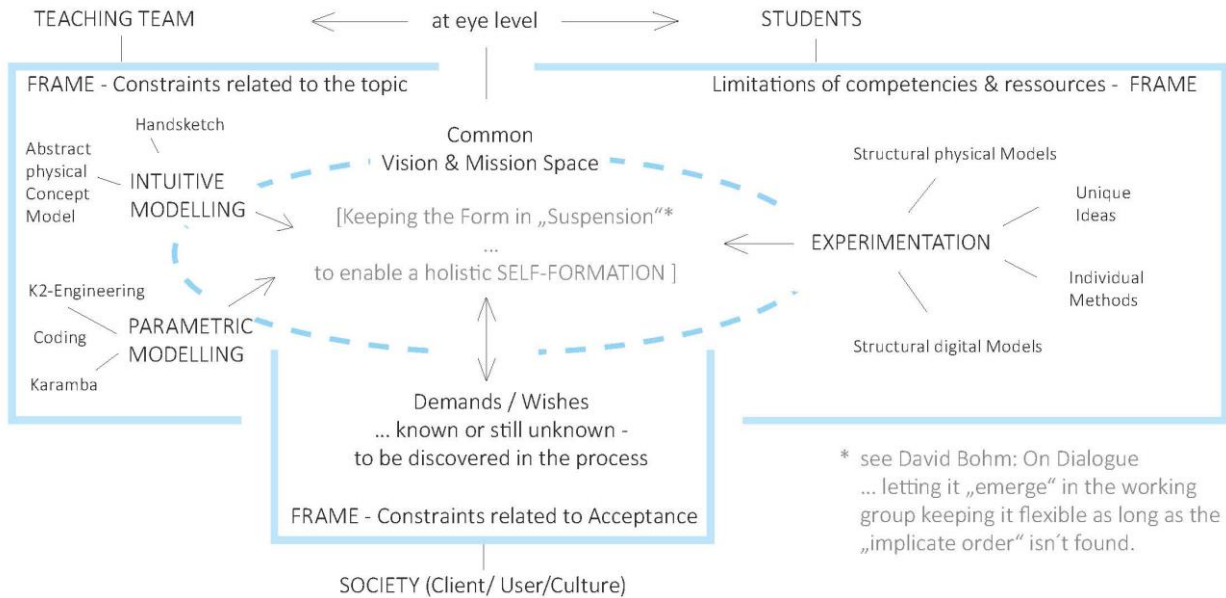 TEACHING TEAM
at eye level
STUDENTS
FRAME - Constraints related to the topic
Limitations of competencies & ressources - FRAME
Handsketch
Abstract
physical
Concept
Model
INTUITIVE
MODELLING
Common
Vision & Mission Space
[Keeping the Form in „Suspension“*
...
to enable a holistic SELF-FORMATION ]
Structural physical Models
Unique
Ideas
EXPERIMENTATION
Individual
Methods
Structural digital Models
K2-Engineering
Coding
Karamba
PARAMETRIC
MODELLING
Demands / Wishes
... known or still unknown -
to be discovered in the process
FRAME - Constraints related to Acceptance
SOCIETY (Client/ User/Culture)
* see David Bohm: On Dialogue
... letting it „emerge“ in the working
group keeping it flexible as long as the
„implicate order“ isn´t found.